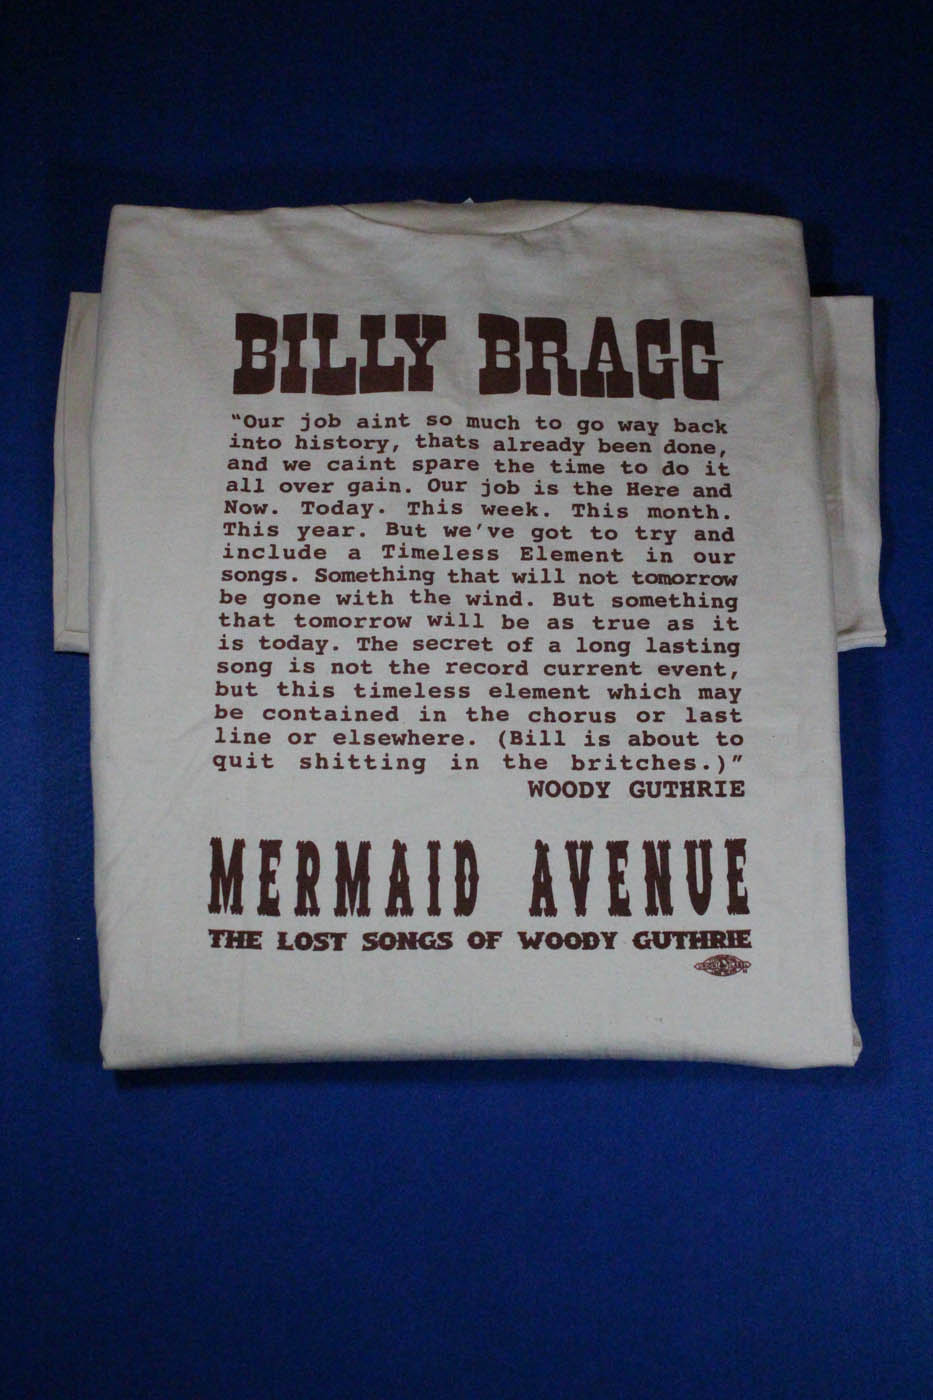 BILLY BRAGG
"Our job aint so much to go way back
into history, thats already been done,
and we caint spare the time to do it
all over gain. Our job is the Here and
Now. Today. This week. This month.
This year. But we've got to try and
include a Timeless Element in our
songs. Something that will not tomorrow
be gone with the wind. But something
that tomorrow will be as true as it
is today. The secret of a long lasting
song is not the record current event,
but this timeless element which may
be contained in the chorus or last
line or elsewhere. (Bill is about to
quit shitting in the britches.)"
WOODY GUTHRIE
MERMAID AVENUE
THE LOST SONGS OF WOODY GUTHRIE